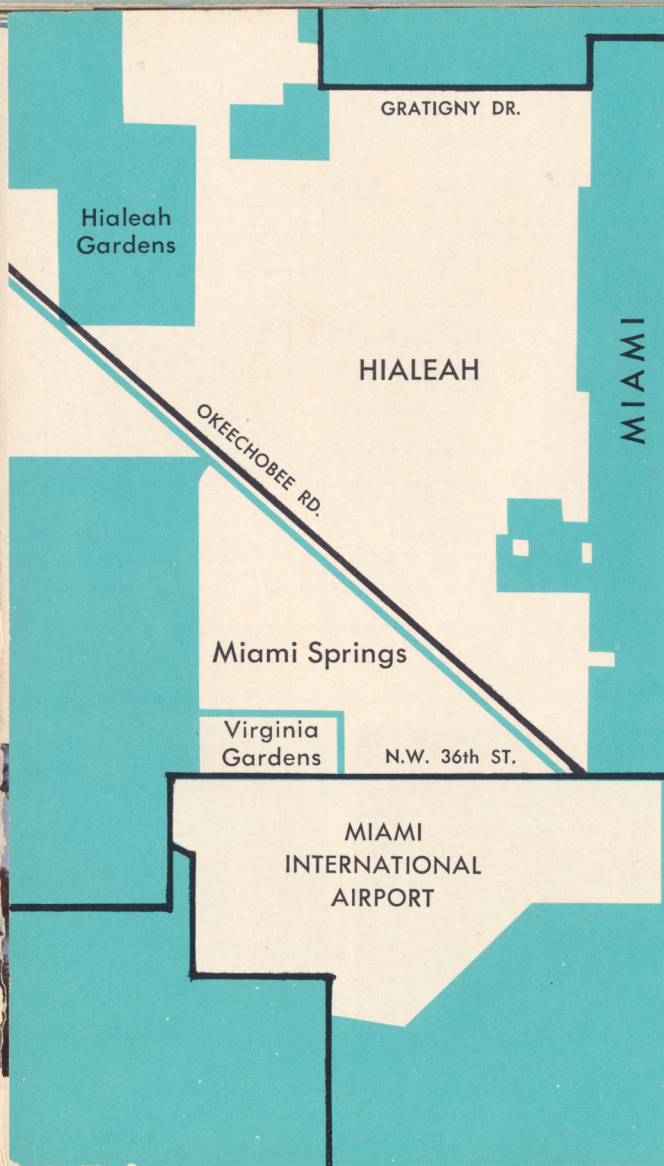 GRATIGNY DR.
Hialeah
Gardens
HIALEAH
MIAMI
OKEECHOBEE RD.
Miami Springs
Virginia
Gardens
N.W. 36th ST.
MIAMI
INTERNATIONAL
AIRPORT